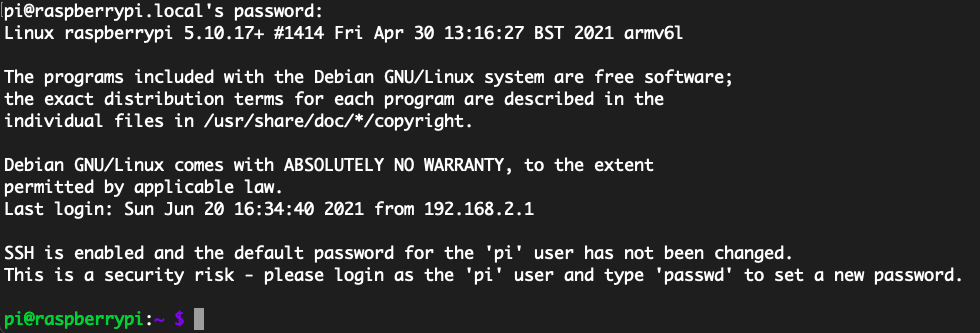 pi@raspberrypi.local's password:
Linux raspberrypi 5.10.17+ #1414 Fri Apr 30 13:16:27 BST 2021 armv6l
The programs included with the Debian GNU/Linux system are free software;
the exact distribution terms for each program are described in the
individual files in /usr/share/doc/*/copyright.
Debian GNU/Linux comes with ABSOLUTELY NO WARRANTY, to the extent
permitted by applicable law.
Last login: Sun Jun 20 16:34:40 2021 from 192.168.2.1
SSH is enabled and the default password for the 'pi' user has not been changed.
This is a security risk - please login as the 'pi' user and type 'passwd' to set a new password.
pi@raspberrypi:~ $